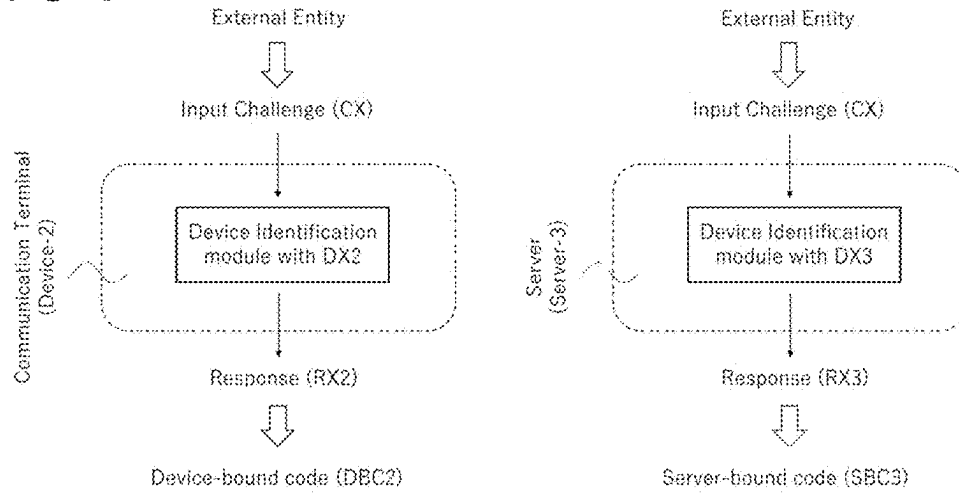 External Entity
Input Challenge (CX)
Communication Terminal
(Device-2)
Device Identification
module with DX2
Response (RX2)
Device-bound code (DBC2)
External Entity
Input Challenge (CX)
Server
(Server-3)
Device Identification
module with DX3
Response (RX3)
Server-bound code (SBC3)